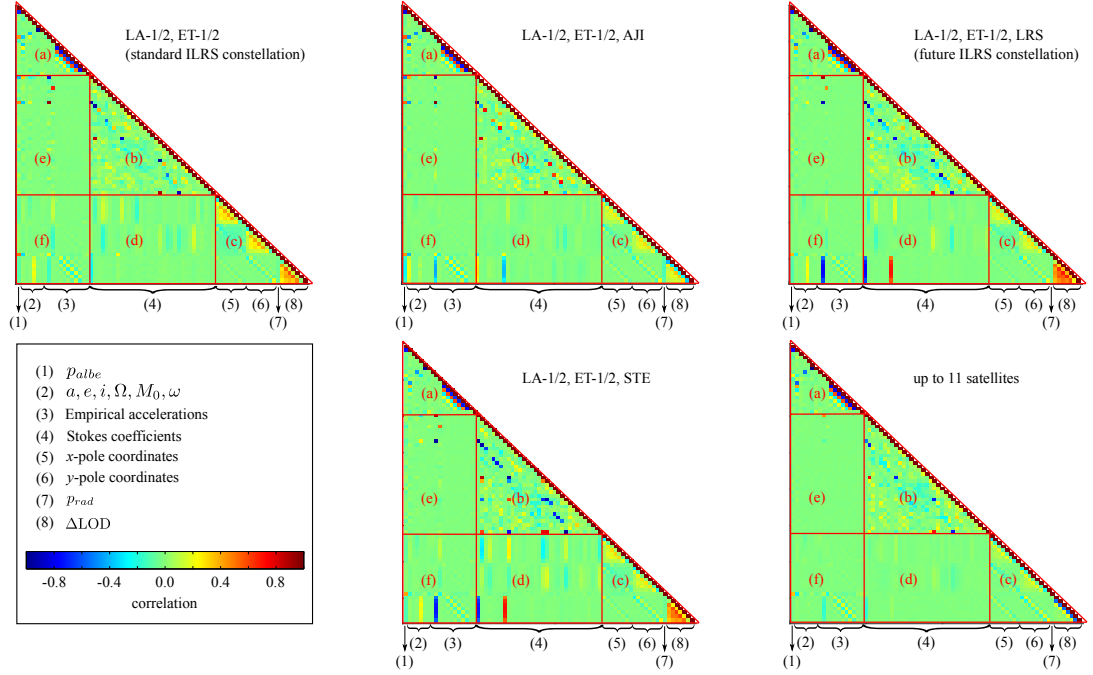 LA-1/2, ET-1/2
(standard ILRS constellation)
(a)
(e)
(b)
(f)
(d)
(c)
(2)
(3)
(4)
(5)
(6)
(8)
(1)
(7)
LA-1/2, ET-1/2, AJI
(a)
(e)
(b)
(f)
(d)
(c)
(2)
(3)
(4)
(5)
(6)
(8)
(1)
(7)
LA-1/2, ET-1/2, LRS
(future ILRS constellation)
(a)
(e)
(b)
(f)
(d)
(c)
(2)
(3)
(4)
(5)
(6)
(8)
(1)
(7)
(1) p_albe
(2) a, e, i, Ω, M₀, ω
(3) Empirical accelerations
(4) Stokes coefficients
(5) x-pole coordinates
(6) y-pole coordinates
(7) p_rad
(8) ΔLOD
-0.8 -0.4 0.0 0.4 0.8
correlation
LA-1/2, ET-1/2, STE
(a)
(e)
(b)
(f)
(d)
(c)
(2)
(3)
(4)
(5)
(6)
(8)
(1)
(7)
up to 11 satellites
(a)
(e)
(b)
(f)
(d)
(c)
(2)
(3)
(4)
(5)
(6)
(8)
(1)
(7)